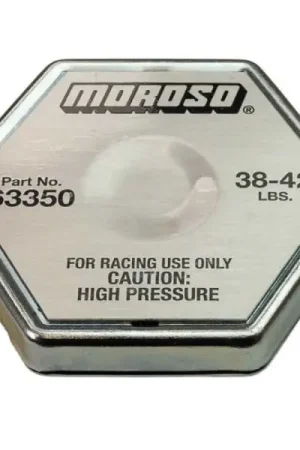 MOROSO®
Part No.
63350
38-42
LBS.
FOR RACING USE ONLY
CAUTION:
HIGH PRESSURE